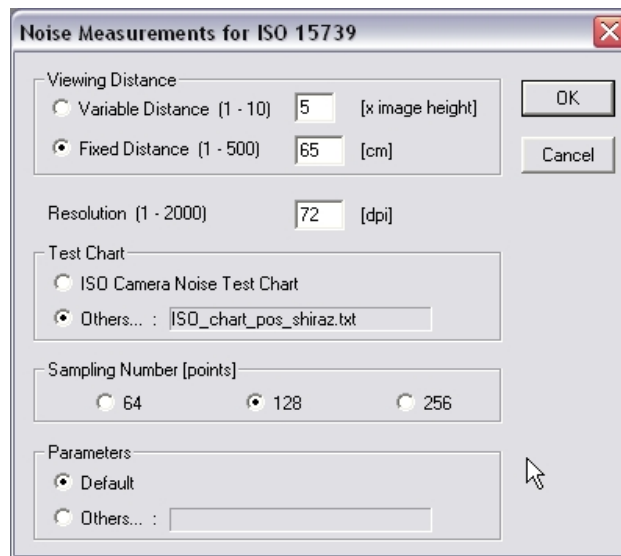 Noise Measurements for ISO 15739
Viewing Distance
Variable Distance (1 - 10) 5 [x image height]
Fixed Distance (1 - 500) 65 [cm]
OK
Cancel
Resolution (1 - 2000) 72 [dpi]
Test Chart
ISO Camera Noise Test Chart
Others... : ISO_chart_pos_shiraz.txt
Sampling Number [points]
64 128 256
Parameters
Default
Others... :